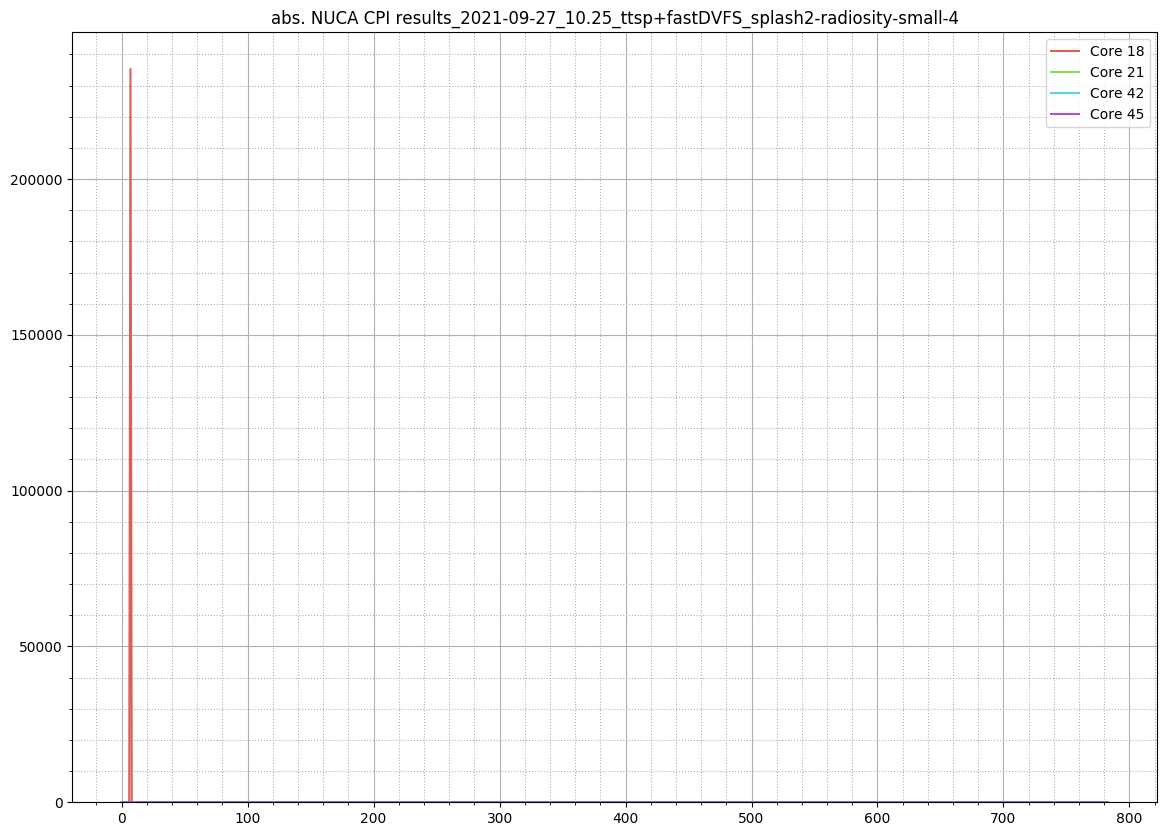 abs. NUCA CPI results_2021-09-27_10.25_ttsp+fastDVFS_splash2-radiosity-small-4
Core 18
Core 21
Core 42
Core 45
200000
150000
100000
50000
0
0 100 200 300 400 500 600 700 800